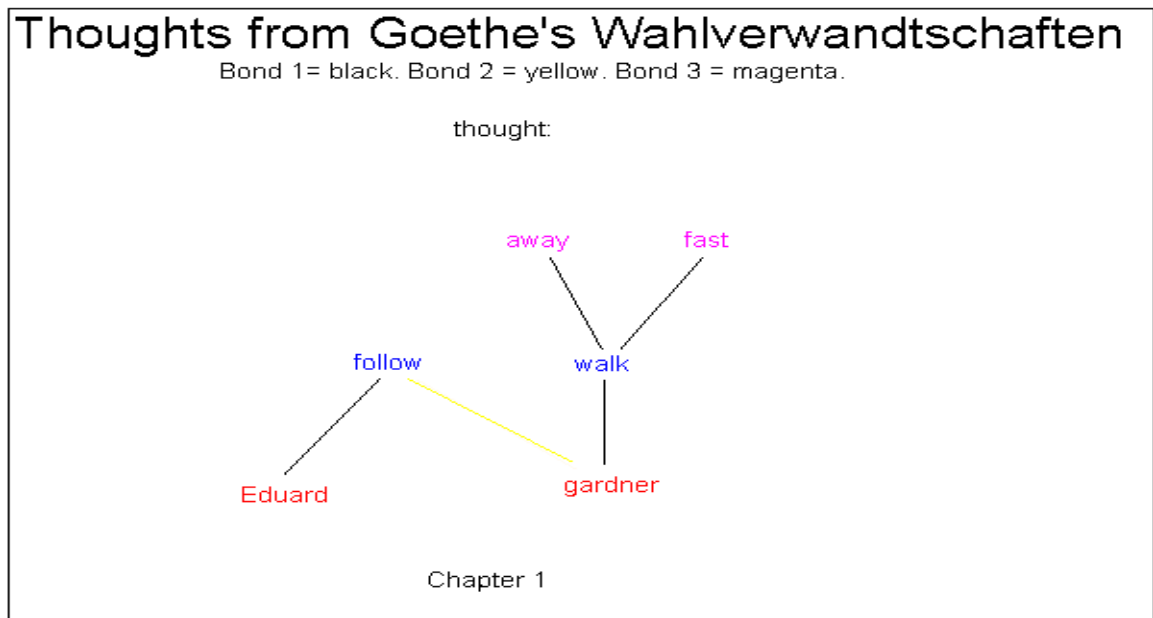 Thoughts from Goethe's Wahlverwandtschaften
Bond 1= black. Bond 2 = yellow. Bond 3 = magenta.
thought:
away fast
follow walk
Eduard gardner
Chapter 1